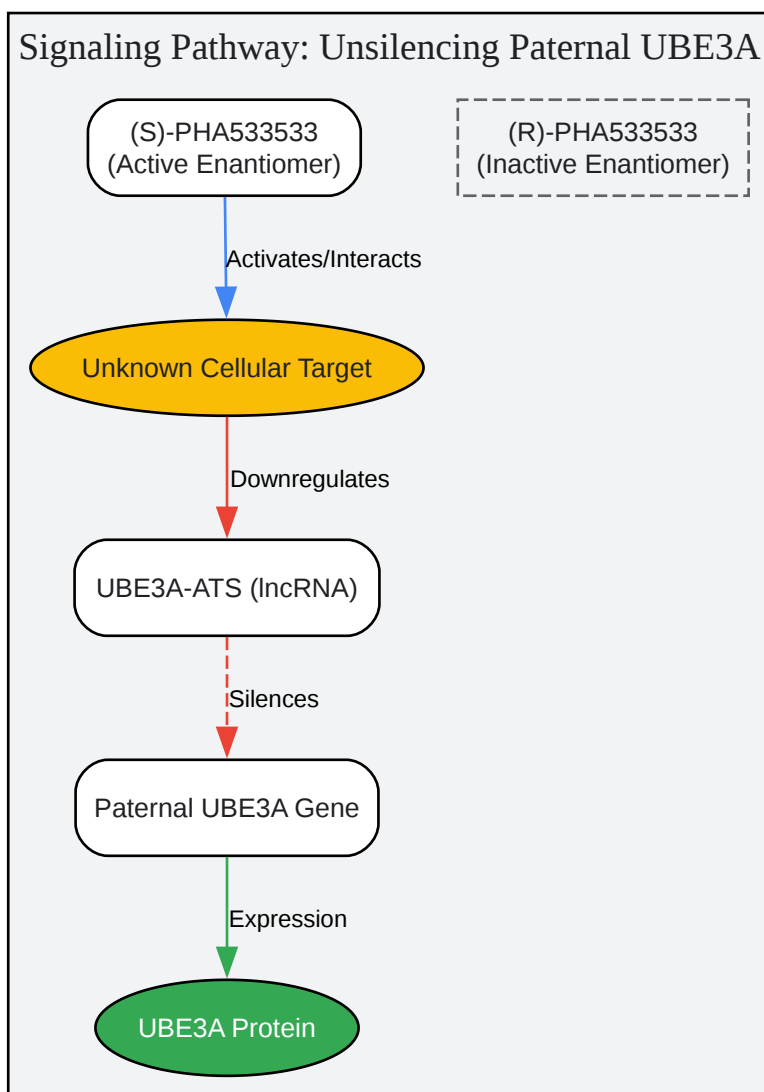 Signaling Pathway: Unsilencing Paternal UBE3A
(S)-PHA533533
(Active Enantiomer)
(R)-PHA533533
(Inactive Enantiomer)
Activates/Interacts
Unknown Cellular Target
Downregulates
UBE3A-ATS (lncRNA)
Silences
Paternal UBE3A Gene
Expression
UBE3A Protein